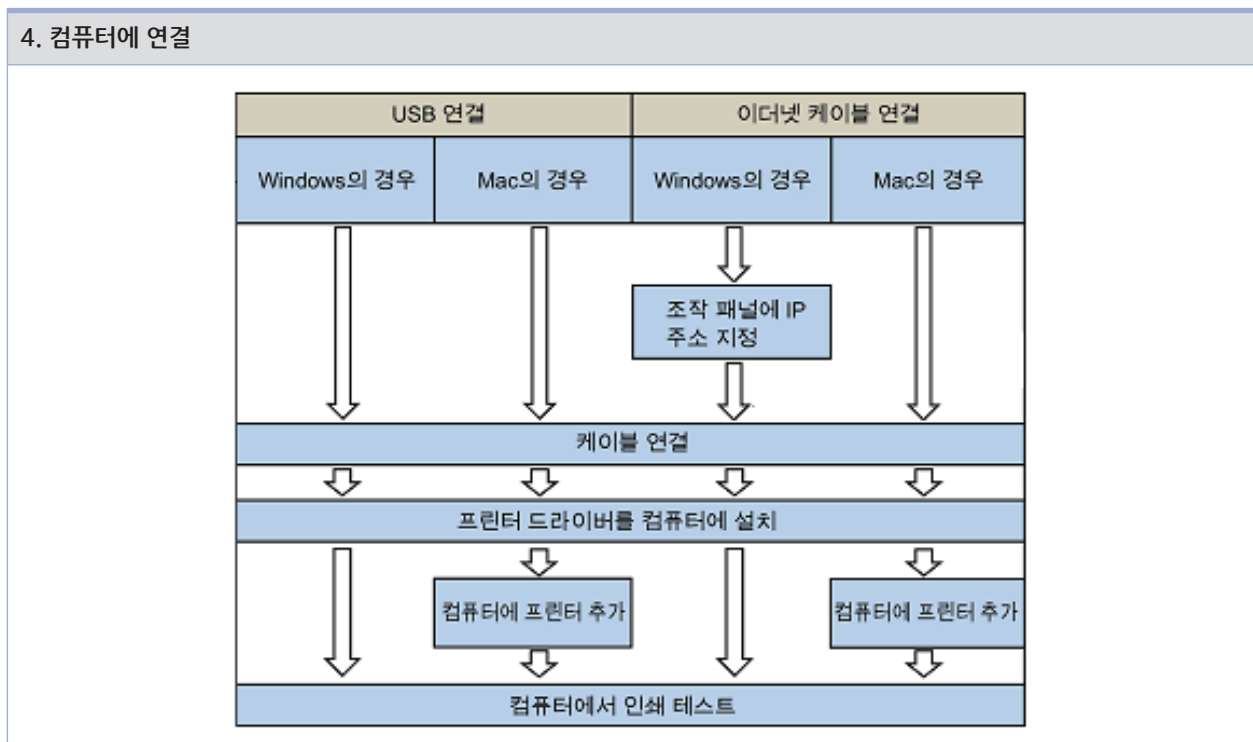 4. 컴퓨터에 연결
USB 연결
이더넷 케이블 연결
Windows의 경우
Mac의 경우
Windows의 경우
Mac의 경우
조작 패널에 IP
주소 지정
케이블 연결
프린터 드라이버를 컴퓨터에 설치
컴퓨터에 프린터 추가
컴퓨터에 프린터 추가
컴퓨터에서 인쇄 테스트